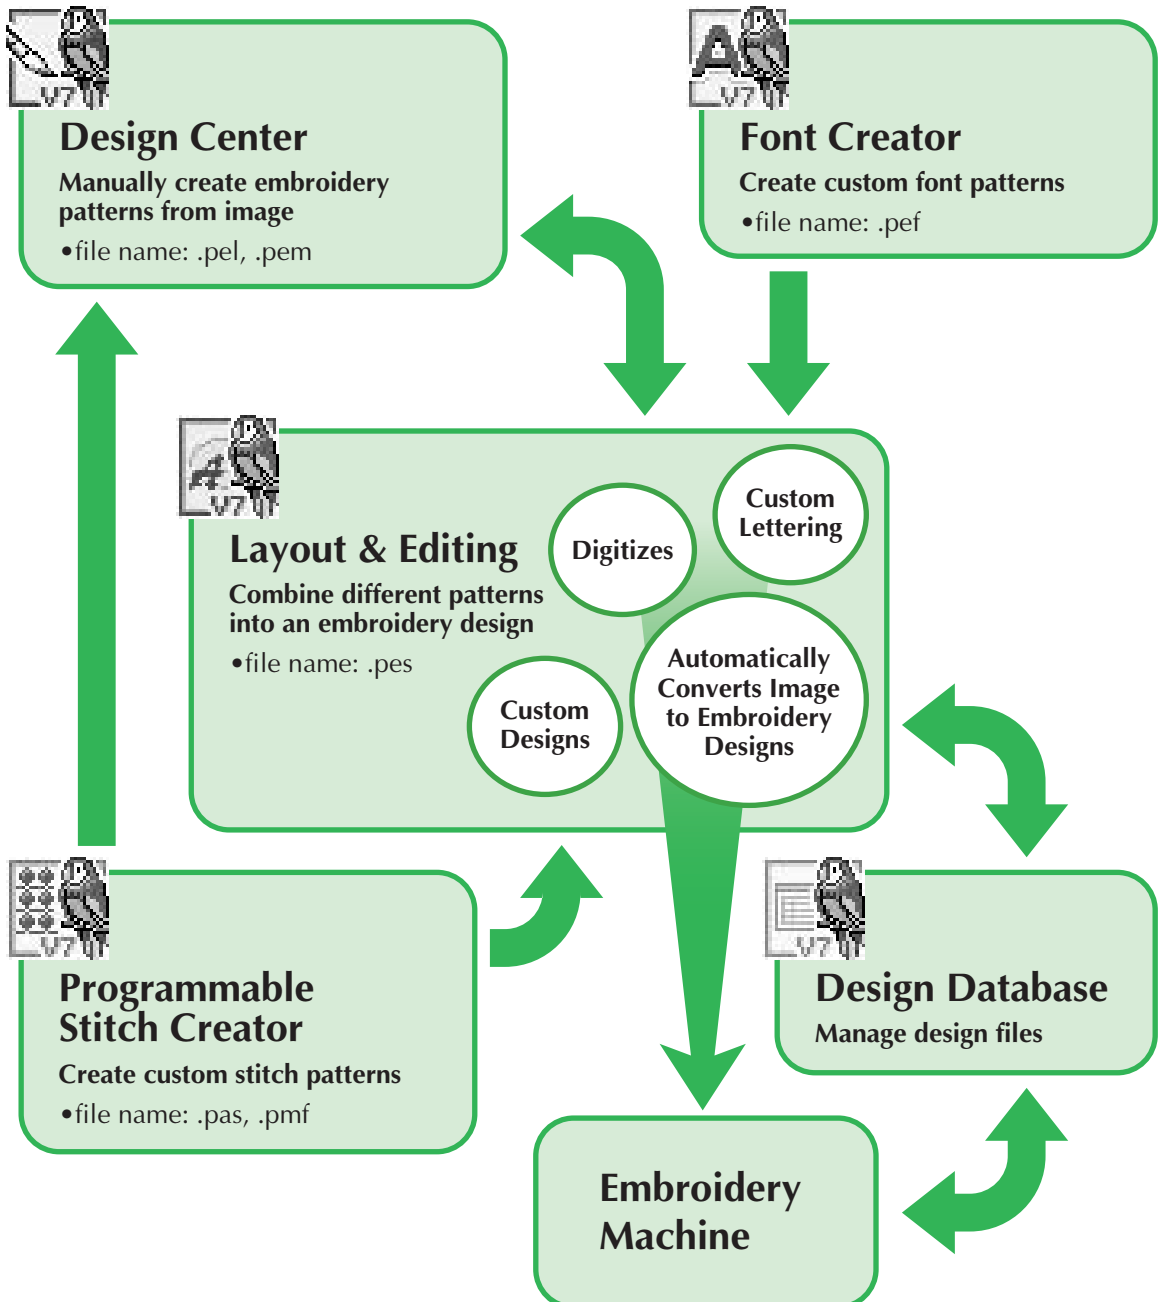 V7
Design Center
Manually create embroidery
patterns from image
•file name: .pel, .pem
A
V7
Font Creator
Create custom font patterns
•file name: .pef
A
V7
Layout & Editing
Combine different patterns
into an embroidery design
•file name: .pes
Digitizes
Custom
Lettering
Custom
Designs
Automatically
Converts Image
to Embroidery
Designs
V7
Programmable
Stitch Creator
Create custom stitch patterns
•file name: .pas, .pmf
V7
Design Database
Manage design files
Embroidery
Machine